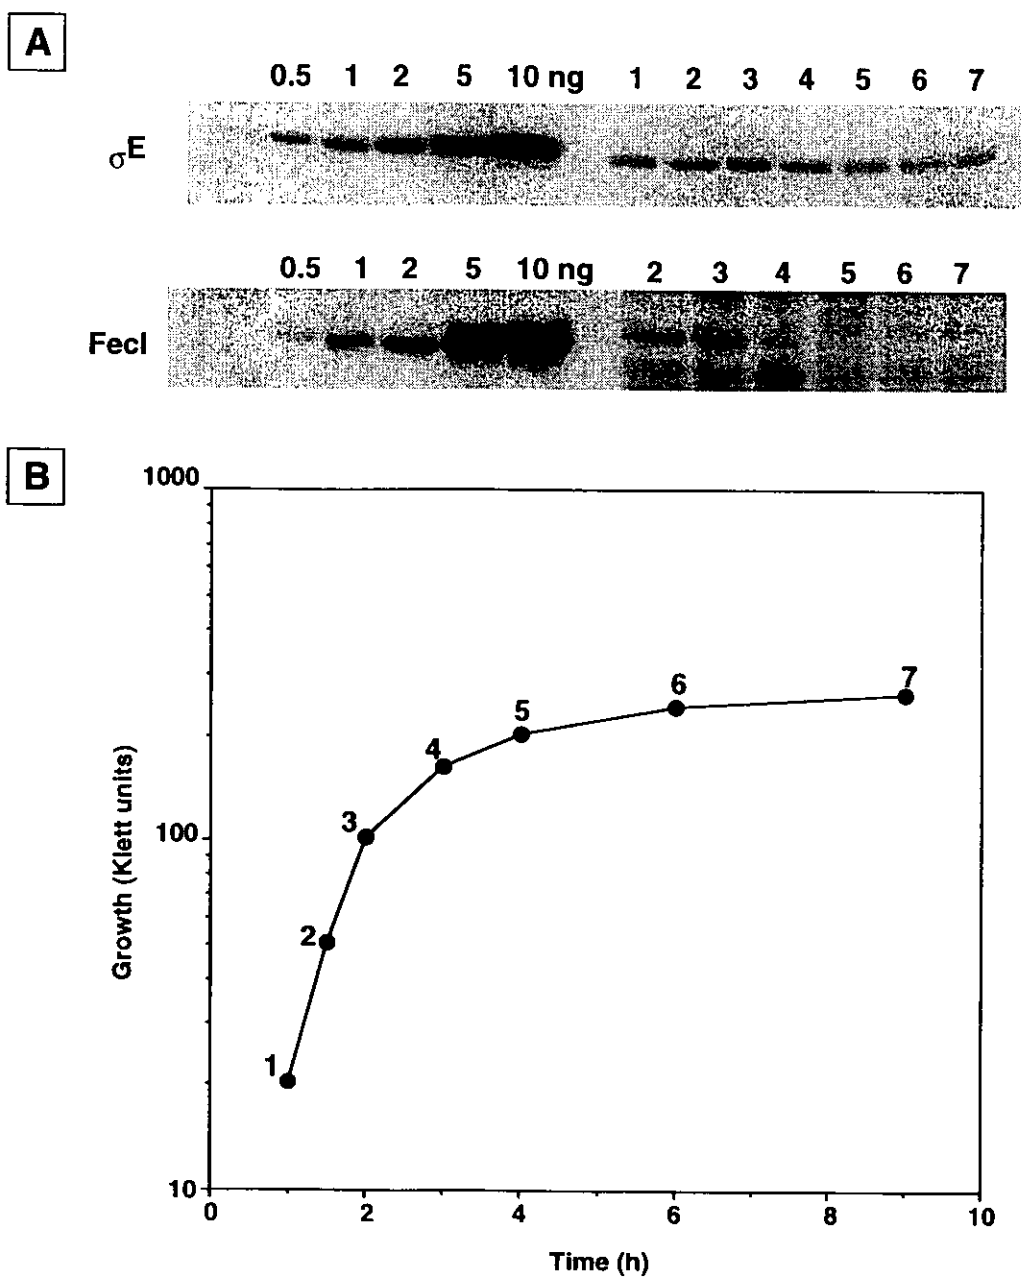 A
0.5 1 2 5 10 ng 1 2 3 4 5 6 7
σE
0.5 1 2 5 10 ng 2 3 4 5 6 7
FecI
B
1000
100
10
Growth (Klett units)
1 2 3 4 5 6 7
0 2 4 6 8 10
Time (h)